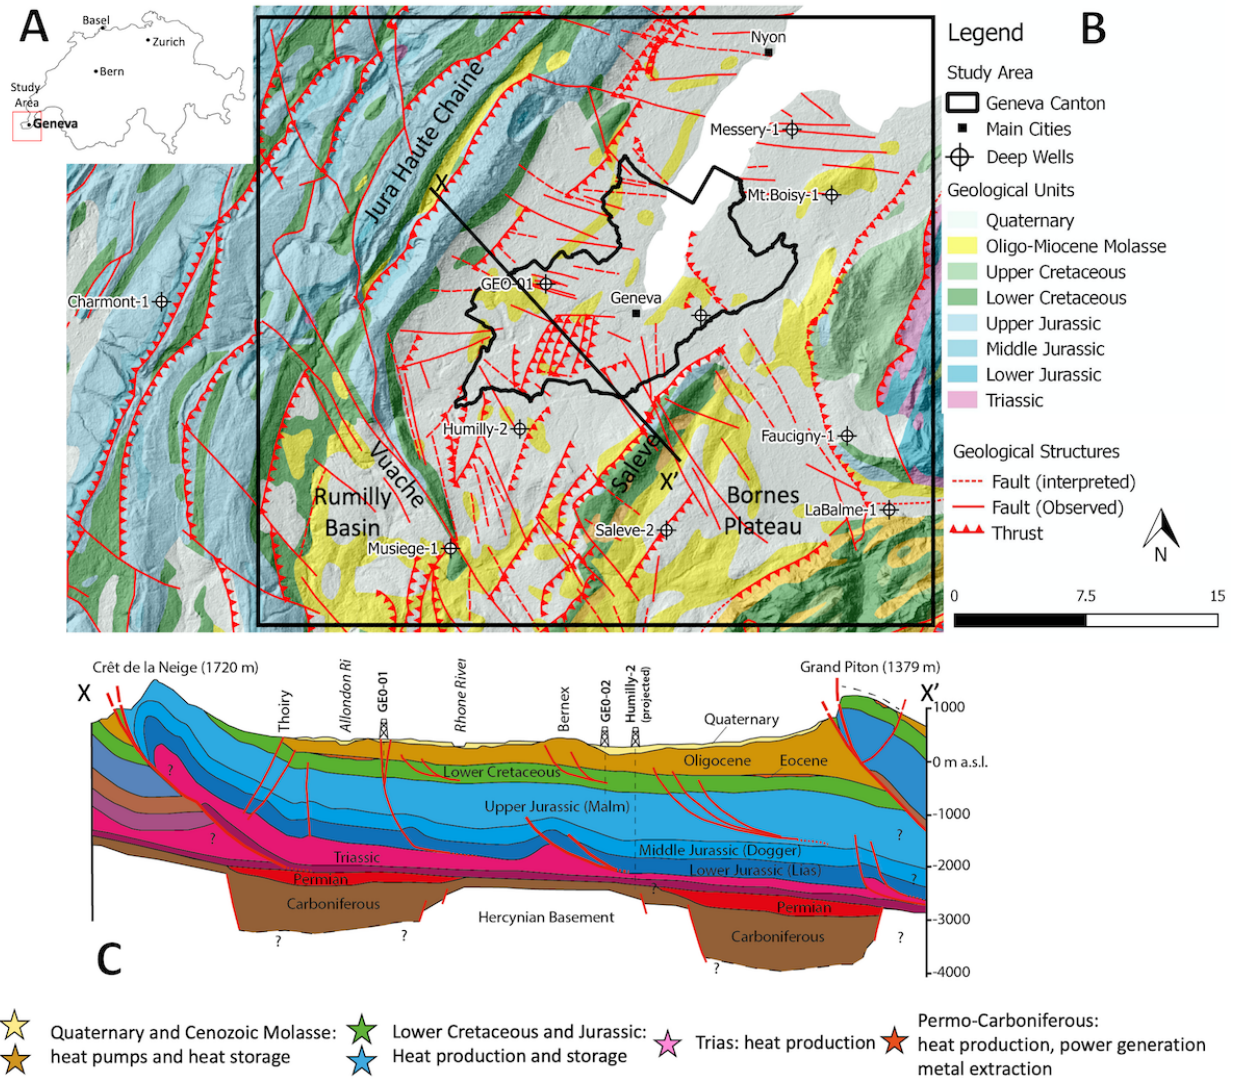 A
Basel
Zurich
Bern
Study
Area
Geneva
Jura Haute Chaine
Nyon
Messery-1
Mt.Boisy-1
Charmont-1
GEO-01
Geneva
Humilly-2
Vuache
Rumilly
Basin
Musiege-1
Salève
X'
Saleve-2
Bornes
Plateau
Faucigny-1
LaBalme-1
Legend
B
Study Area
Geneva Canton
Main Cities
Deep Wells
Geological Units
Quaternary
Oligo-Miocene Molasse
Upper Cretaceous
Lower Cretaceous
Upper Jurassic
Middle Jurassic
Lower Jurassic
Triassic
Geological Structures
Fault (interpreted)
Fault (Observed)
Thrust
N
0 7.5 15
Crêt de la Neige (1720 m)
X
Thoiry
Allondon Ri
GEO-01
Rhone River
Bernex
GEO-02
Humilly-2
(projected)
Quaternary
Grand Piton (1379 m)
X'
1000
0 m a.s.l.
-1000
-2000
-3000
-4000
Oligocene
Eocene
Lower Cretaceous
Upper Jurassic (Malm)
?
Middle Jurassic (Dogger)
Lower Jurassic (Lias)
?
?
?
Triassic
Permian
Carboniferous
?
?
Hercynian Basement
?
Permian
Carboniferous
?
?
C
Quaternary and Cenozoic Molasse:
heat pumps and heat storage
Lower Cretaceous and Jurassic:
Heat production and storage
Trias: heat production
Permo-Carboniferous:
heat production, power generation
metal extraction